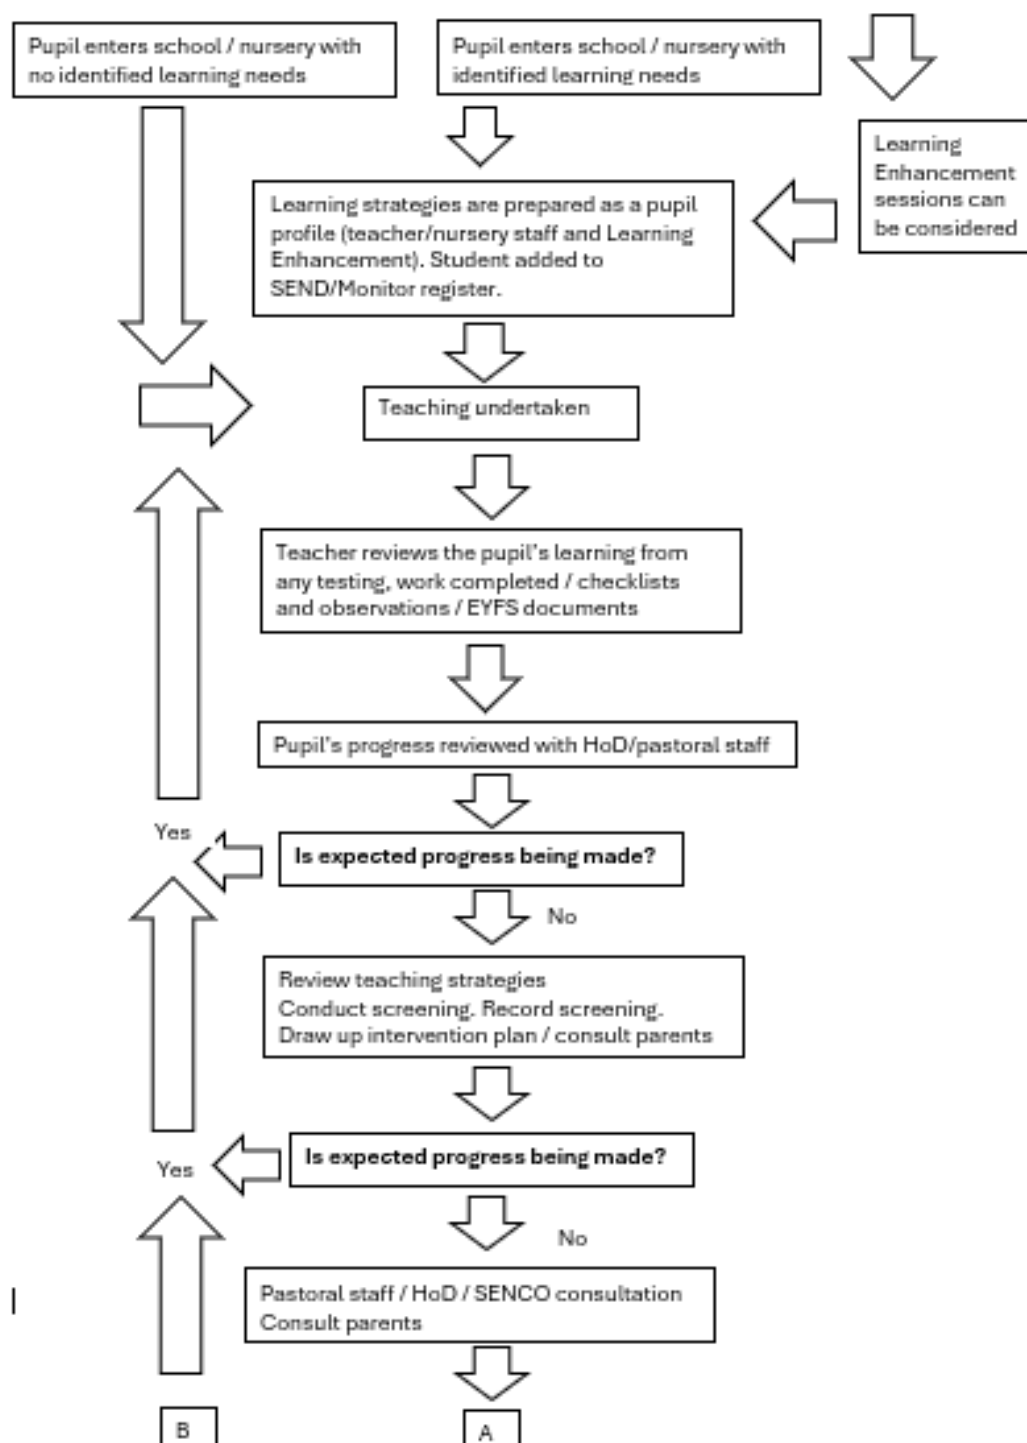 Pupil enters school / nursery with
no identified learning needs
Pupil enters school / nursery with
identified learning needs
Learning
Enhancement
sessions can
be considered
Learning strategies are prepared as a pupil
profile (teacher/nursery staff and Learning
Enhancement). Student added to
SEND/Monitor register.
Teaching undertaken
Teacher reviews the pupil's learning from
any testing, work completed / checklists
and observations / EYFS documents
Pupil's progress reviewed with HoD/pastoral staff
Yes
Is expected progress being made?
No
Review teaching strategies
Conduct screening. Record screening.
Draw up intervention plan / consult parents
Yes
Is expected progress being made?
No
Pastoral staff / HoD / SENCO consultation
Consult parents
B
A